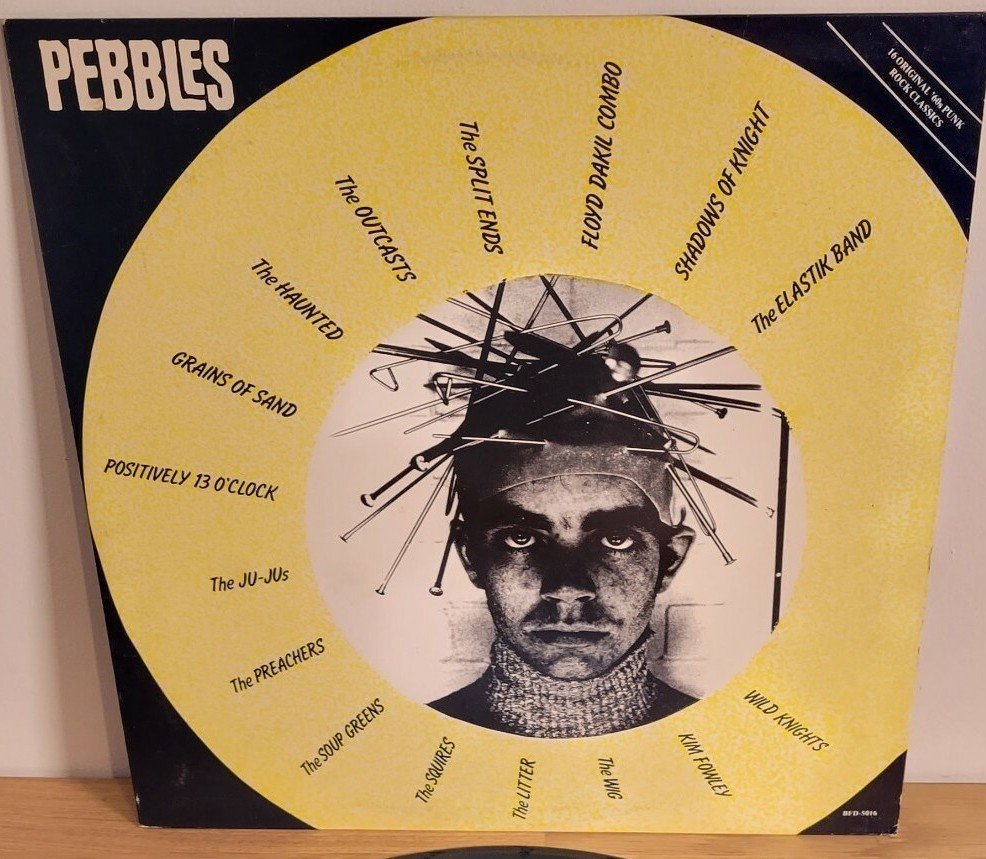 PEBBLES
16 ORIGINAL '60s PUNK
ROCK CLASSICS
The ELASTIK BAND
SHADOWS OF KNIGHT
FLOYD DAKIL COMBO
The SPLIT ENDS
The OUTCASTS
The HAUNTED
GRAINS OF SAND
POSITIVELY 13 O'CLOCK
The JU-JUs
The PREACHERS
The SOUP GREENS
The SQUIRES
The LITTER
The WIG
KIM FOWLEY
WILD KNIGHTS
BFD-5016